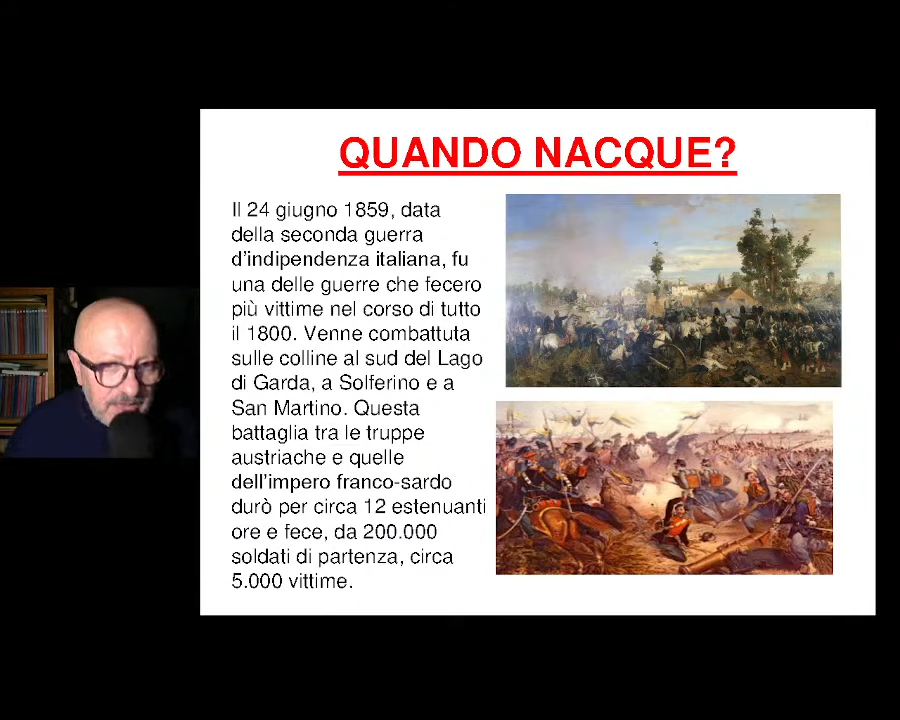 QUANDO NACQUE?
Il 24 giugno 1859, data
della seconda guerra
d'indipendenza italiana, fu
una delle guerre che fecero
più vittime nel corso di tutto
il 1800. Venne combattuta
sulle colline al sud del Lago
di Garda, a Solferino e a
San Martino. Questa
battaglia tra le truppe
austriache e quelle
dell'impero franco-sardo
durò per circa 12 estenuanti
ore e fece, da 200.000
soldati di partenza, circa
5.000 vittime.